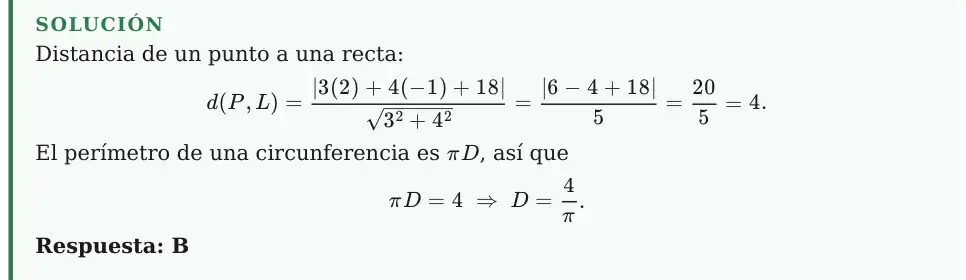 SOLUCIÓN
Distancia de un punto a una recta:
d(P, L) = |3(2) + 4(−1) + 18| / √(3² + 4²) = |6 − 4 + 18| / 5 = 20 / 5 = 4.
El perímetro de una circunferencia es πD, así que
πD = 4 ⇒ D = 4 / π.
Respuesta: B